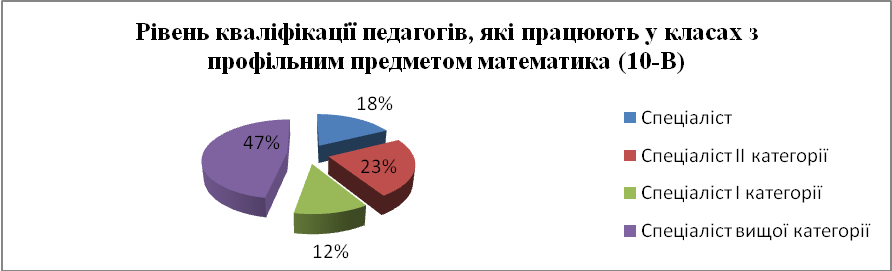 Рівень кваліфікації педагогів, які працюють у класах з
профільним предметом математика (10-В)
18%
23%
12%
47%
Спеціаліст
Спеціаліст ІІ категорії
Спеціаліст І категорії
Спеціаліст вищої категорії